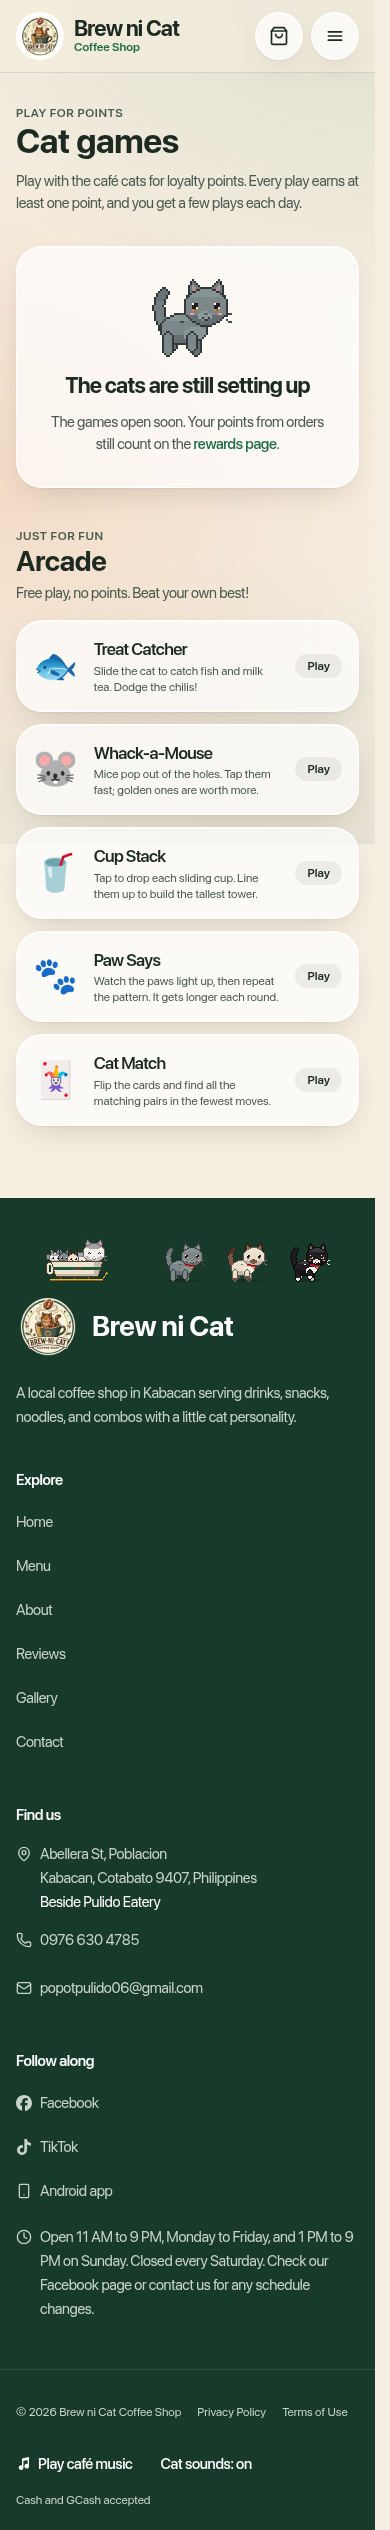 Brew ni Cat
Coffee Shop
PLAY FOR POINTS
Cat games
Play with the café cats for loyalty points. Every play earns at
least one point, and you get a few plays each day.
The cats are still setting up
The games open soon. Your points from orders
still count on the rewards page.
JUST FOR FUN
Arcade
Free play, no points. Beat your own best!
Treat Catcher
Slide the cat to catch fish and milk
tea. Dodge the chilis!
Play
Whack-a-Mouse
Mice pop out of the holes. Tap them
fast; golden ones are worth more.
Play
Cup Stack
Tap to drop each sliding cup. Line
them up to build the tallest tower.
Play
Paw Says
Watch the paws light up, then repeat
the pattern. It gets longer each round.
Play
Cat Match
Flip the cards and find all the
matching pairs in the fewest moves.
Play
BREW·NI·CAT
Brew ni Cat
A local coffee shop in Kabacan serving drinks, snacks,
noodles, and combos with a little cat personality.
Explore
Home
Menu
About
Reviews
Gallery
Contact
Find us
Abellera St, Poblacion
Kabacan, Cotabato 9407, Philippines
Beside Pulido Eatery
0976 630 4785
popotpulido06@gmail.com
Follow along
Facebook
TikTok
Android app
Open 11 AM to 9 PM, Monday to Friday, and 1 PM to 9
PM on Sunday. Closed every Saturday. Check our
Facebook page or contact us for any schedule
changes.
© 2026 Brew ni Cat Coffee Shop Privacy Policy Terms of Use
Play café music Cat sounds: on
Cash and GCash accepted